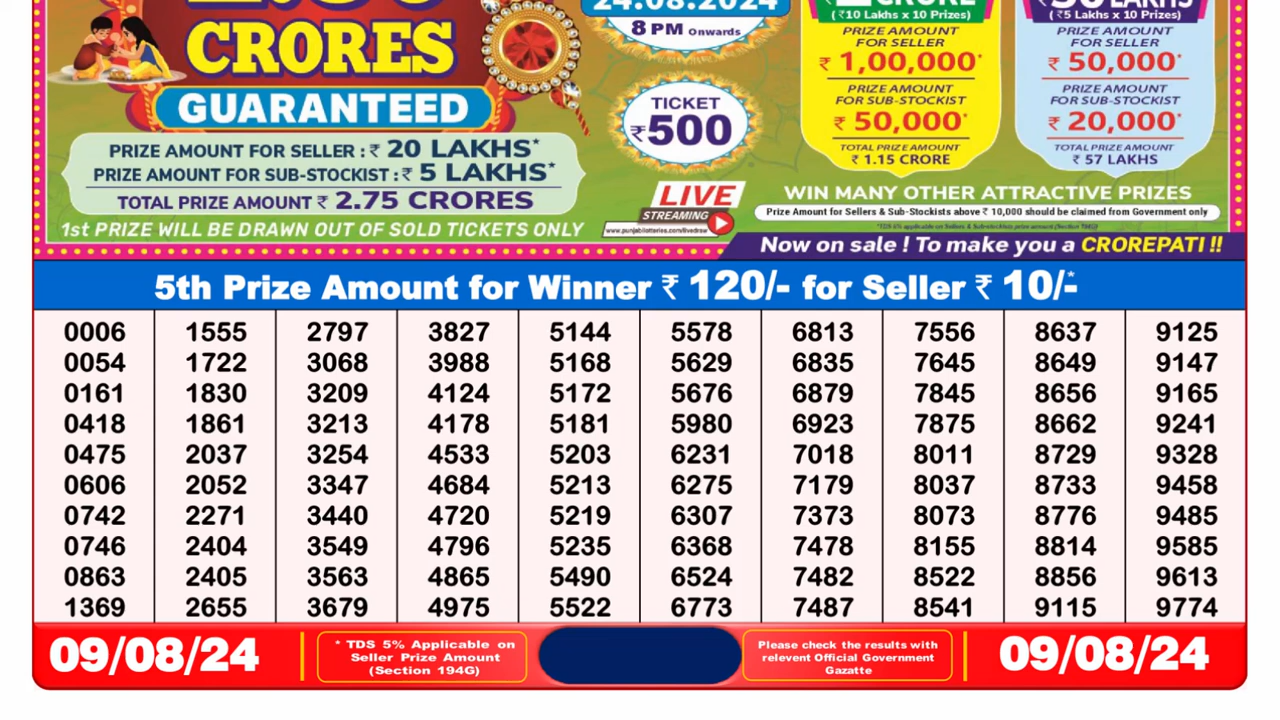 CRORES
GUARANTEED
PRIZE AMOUNT FOR SELLER : ₹ 20 LAKHS*
PRIZE AMOUNT FOR SUB-STOCKIST : ₹ 5 LAKHS*
TOTAL PRIZE AMOUNT ₹ 2.75 CRORES
1st PRIZE WILL BE DRAWN OUT OF SOLD TICKETS ONLY
24.08.2024
8 PM Onwards
TICKET
₹500
LIVE
STREAMING
www.punjablotteries.com/livedraw
CRORE
(₹10 Lakhs x 10 Prizes)
PRIZE AMOUNT
FOR SELLER
₹ 1,00,000*
PRIZE AMOUNT
FOR SUB-STOCKIST
₹ 50,000*
TOTAL PRIZE AMOUNT
₹ 1.15 CRORE
LAKHS
(₹5 Lakhs x 10 Prizes)
PRIZE AMOUNT
FOR SELLER
₹ 50,000*
PRIZE AMOUNT
FOR SUB-STOCKIST
₹ 20,000*
TOTAL PRIZE AMOUNT
₹ 57 LAKHS
WIN MANY OTHER ATTRACTIVE PRIZES
Prize Amount for Sellers & Sub-Stockists above ₹ 10,000 should be claimed from Government only
Now on sale ! To make you a CROREPATI !!
5th Prize Amount for Winner ₹ 120/- for Seller ₹ 10/-*
0006 1555 2797 3827 5144 5578 6813 7556 8637 9125
0054 1722 3068 3988 5168 5629 6835 7645 8649 9147
0161 1830 3209 4124 5172 5676 6879 7845 8656 9165
0418 1861 3213 4178 5181 5980 6923 7875 8662 9241
0475 2037 3254 4533 5203 6231 7018 8011 8729 9328
0606 2052 3347 4684 5213 6275 7179 8037 8733 9458
0742 2271 3440 4720 5219 6307 7373 8073 8776 9485
0746 2404 3549 4796 5235 6368 7478 8155 8814 9585
0863 2405 3563 4865 5490 6524 7482 8522 8856 9613
1369 2655 3679 4975 5522 6773 7487 8541 9115 9774
09/08/24
* TDS 5% Applicable on
Seller Prize Amount
(Section 194G)
Please check the results with
relevent Official Government
Gazatte
09/08/24